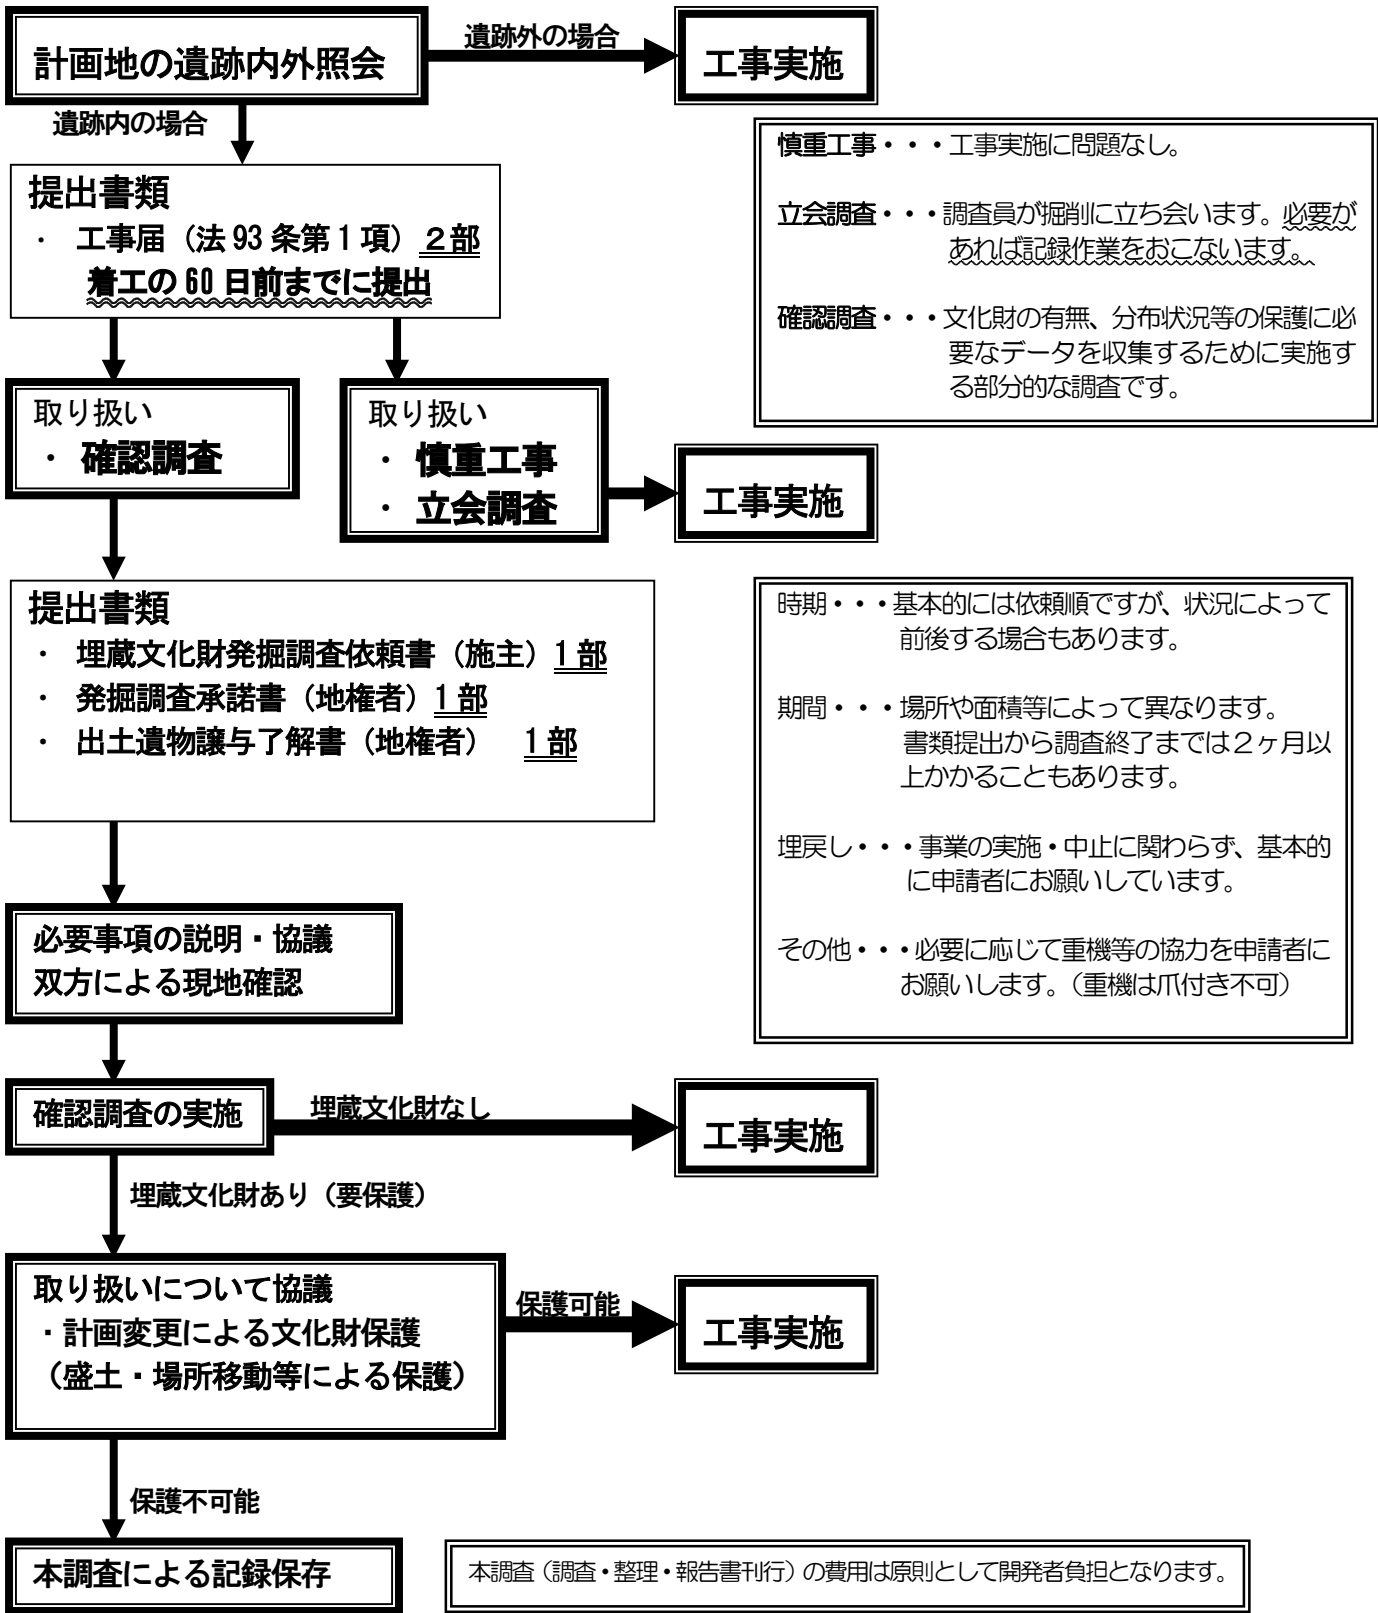 計画地の遺跡内外照会
遺跡外の場合
工事実施
遺跡内の場合
提出書類
・ 工事届（法93条第1項）２部
着工の60日前までに提出
慎重工事・・・工事実施に問題なし。
立会調査・・・調査員が掘削に立ち会います。必要が
あれば記録作業をおこないます。
確認調査・・・文化財の有無、分布状況等の保護に必
要なデータを収集するために実施す
る部分的な調査です。
取り扱い
・ 確認調査
取り扱い
・ 慎重工事
・ 立会調査
工事実施
提出書類
・ 埋蔵文化財発掘調査依頼書（施主）1部
・ 発掘調査承諾書（地権者）1部
・ 出土遺物譲与了解書（地権者） 1部
時期・・・基本的には依頼順ですが、状況によって
前後する場合もあります。
期間・・・場所や面積等によって異なります。
書類提出から調査終了までは２ヶ月以
上かかることもあります。
埋戻し・・・事業の実施・中止に関わらず、基本的
に申請者にお願いしています。
その他・・・必要に応じて重機等の協力を申請者に
お願いします。（重機は爪付き不可）
必要事項の説明・協議
双方による現地確認
確認調査の実施
埋蔵文化財なし
工事実施
埋蔵文化財あり（要保護）
取り扱いについて協議
・計画変更による文化財保護
（盛土・場所移動等による保護）
保護可能
工事実施
保護不可能
本調査による記録保存
本調査（調査・整理・報告書刊行）の費用は原則として開発者負担となります。